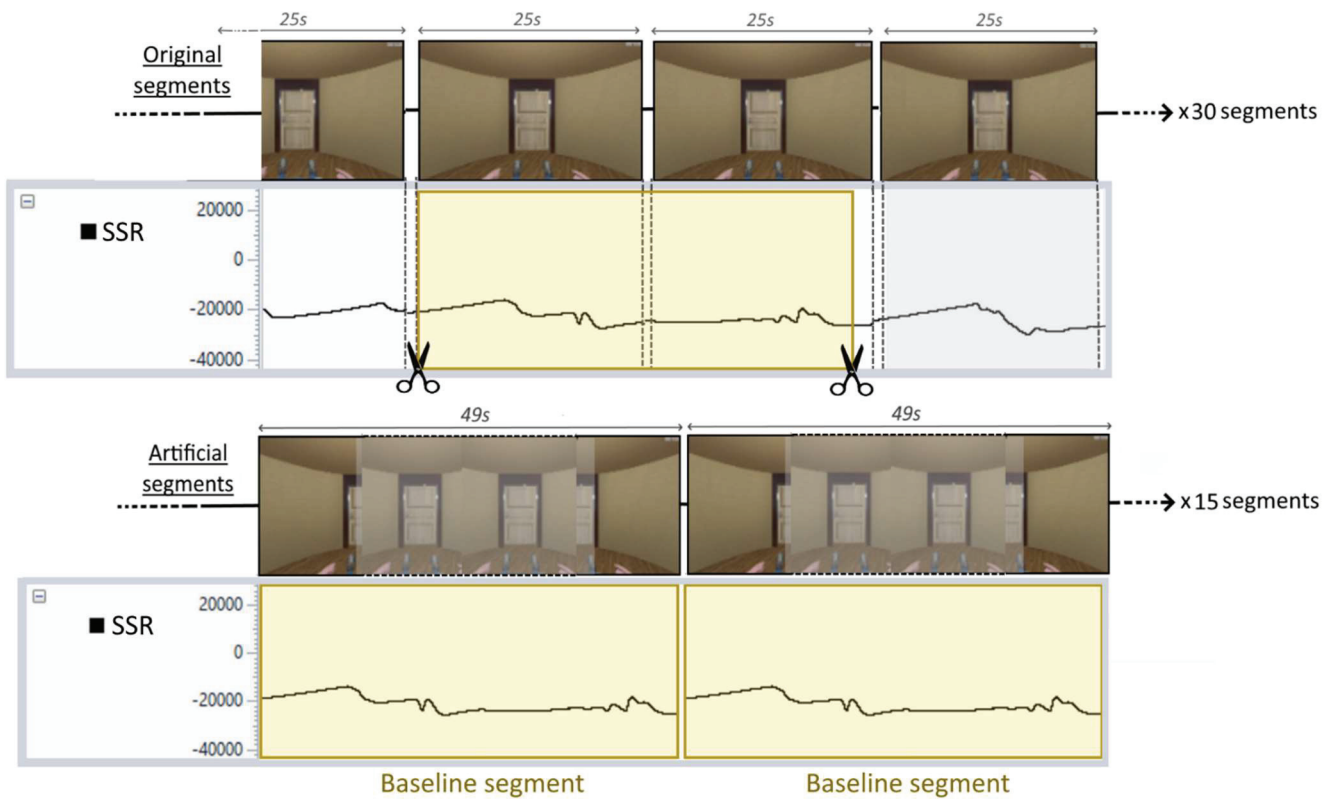 25s 25s 25s 25s
Original
segments
x30 segments
SSR
20000
0
-20000
-40000
49s 49s
Artificial
segments
x15 segments
SSR
20000
0
-20000
-40000
Baseline segment Baseline segment